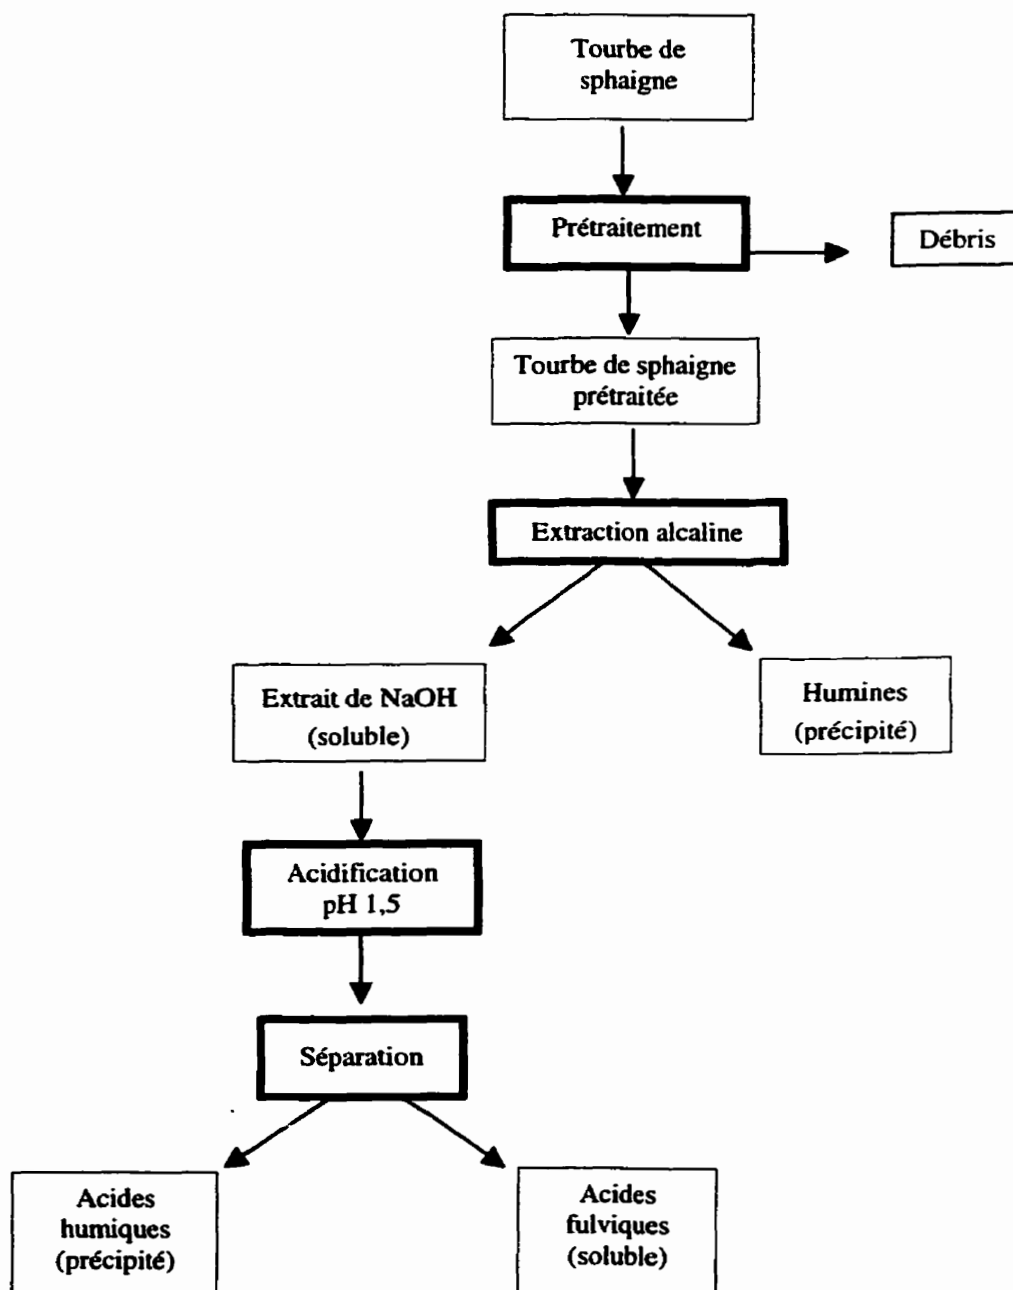 Tourbe de
sphaigne
Prétraitement
Débris
Tourbe de sphaigne
prétraitée
Extraction alcaline
Extrait de NaOH
(soluble)
Humines
(précipité)
Acidification
pH 1,5
Séparation
Acides
humiques
(précipité)
Acides
fulviques
(soluble)